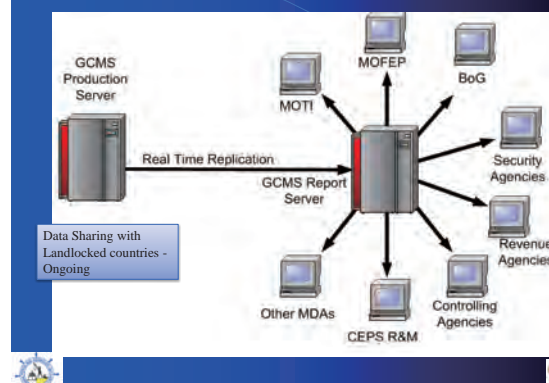 GCMS
Production
Server
MOFEP
BoG
MOTI
Real Time Replication
GCMS Report
Server
Security
Agencies
Data Sharing with
Landlocked countries -
Ongoing
Revenue
Agencies
Other MDAs
CEPS R&M
Controlling
Agencies